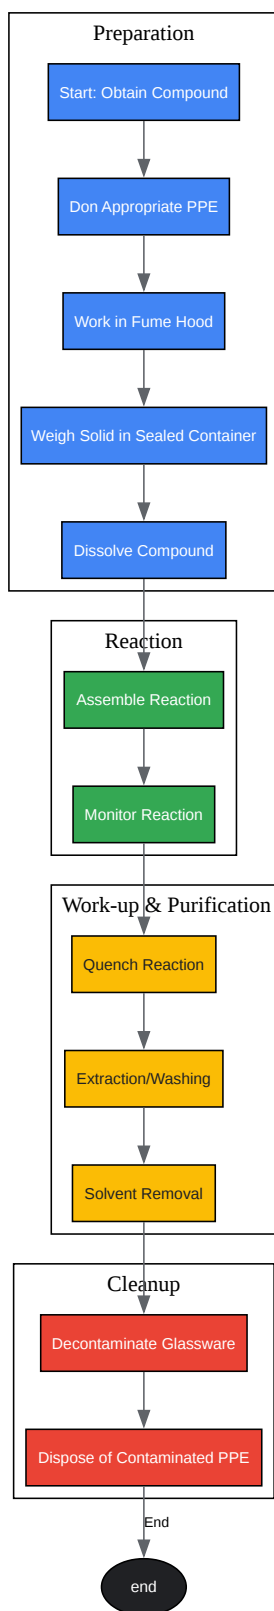 Preparation
Start: Obtain Compound
Don Appropriate PPE
Work in Fume Hood
Weigh Solid in Sealed Container
Dissolve Compound
Reaction
Assemble Reaction
Monitor Reaction
Work-up & Purification
Quench Reaction
Extraction/Washing
Solvent Removal
Cleanup
Decontaminate Glassware
Dispose of Contaminated PPE
End
end